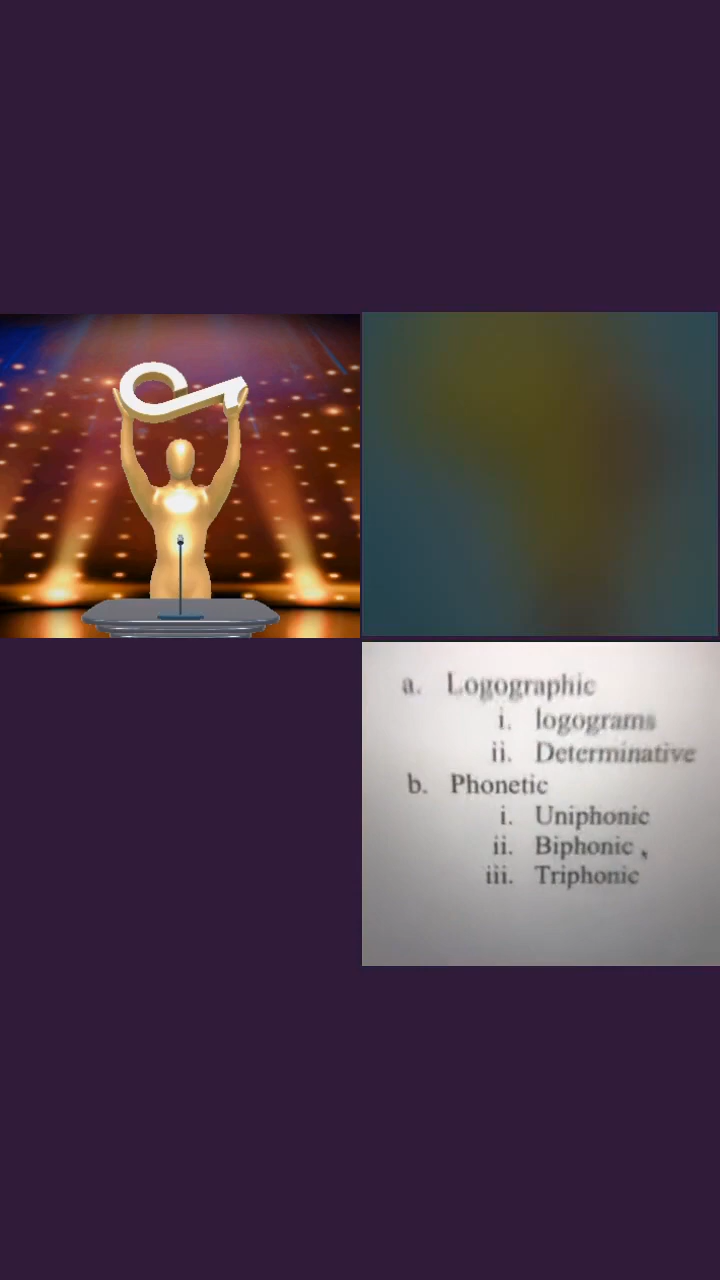 a. Logographic
i. logograms
ii. Determinative
b. Phonetic
i. Uniphonic
ii. Biphonic ,
iii. Triphonic